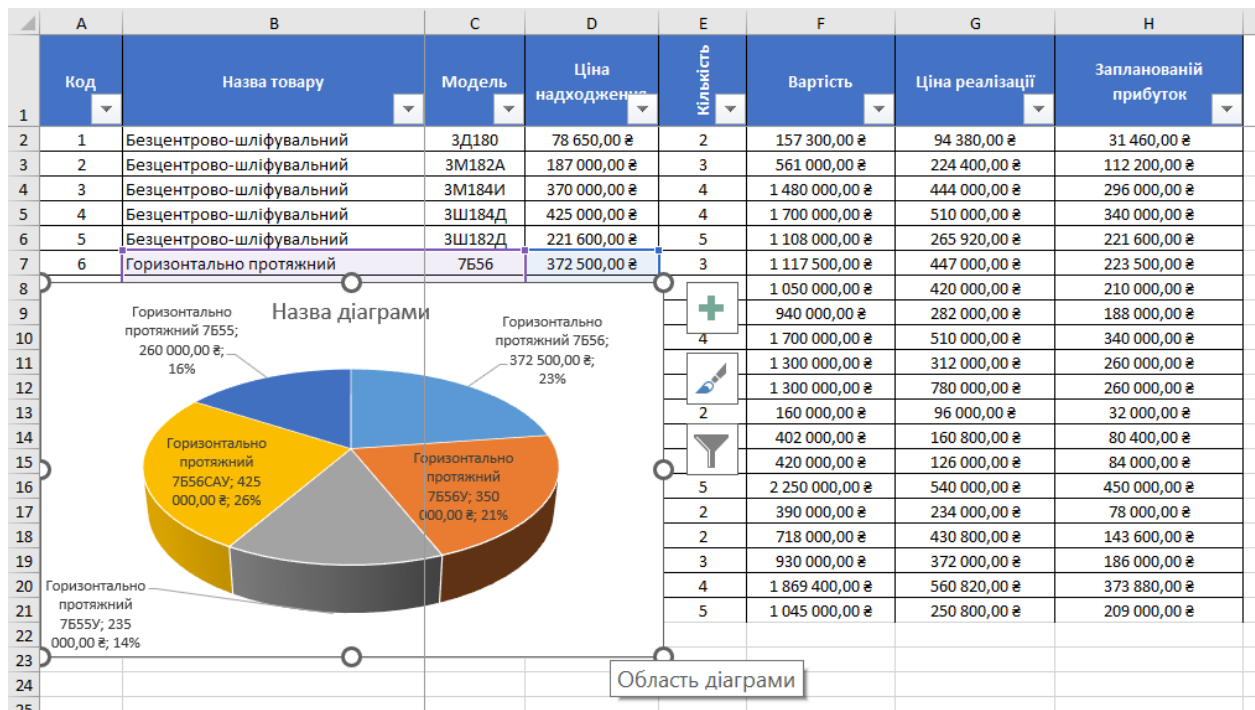 A B C D E F G H
1 Код Назва товару Модель Ціна надходження Кількість Вартість Ціна реалізації Запланованій прибуток
2 1 Безцентрово-шліфувальний 3Д180 78 650,00 ₴ 2 157 300,00 ₴ 94 380,00 ₴ 31 460,00 ₴
3 2 Безцентрово-шліфувальний 3М182А 187 000,00 ₴ 3 561 000,00 ₴ 224 400,00 ₴ 112 200,00 ₴
4 3 Безцентрово-шліфувальний 3М184И 370 000,00 ₴ 4 1 480 000,00 ₴ 444 000,00 ₴ 296 000,00 ₴
5 4 Безцентрово-шліфувальний 3Ш184Д 425 000,00 ₴ 4 1 700 000,00 ₴ 510 000,00 ₴ 340 000,00 ₴
6 5 Безцентрово-шліфувальний 3Ш182Д 221 600,00 ₴ 5 1 108 000,00 ₴ 265 920,00 ₴ 221 600,00 ₴
7 6 Горизонтально протяжний 7Б56 372 500,00 ₴ 3 1 117 500,00 ₴ 447 000,00 ₴ 223 500,00 ₴
8 1 050 000,00 ₴ 420 000,00 ₴ 210 000,00 ₴
9 940 000,00 ₴ 282 000,00 ₴ 188 000,00 ₴
10 4 1 700 000,00 ₴ 510 000,00 ₴ 340 000,00 ₴
11 1 300 000,00 ₴ 312 000,00 ₴ 260 000,00 ₴
12 1 300 000,00 ₴ 780 000,00 ₴ 260 000,00 ₴
13 2 160 000,00 ₴ 96 000,00 ₴ 32 000,00 ₴
14 402 000,00 ₴ 160 800,00 ₴ 80 400,00 ₴
15 420 000,00 ₴ 126 000,00 ₴ 84 000,00 ₴
16 5 2 250 000,00 ₴ 540 000,00 ₴ 450 000,00 ₴
17 2 390 000,00 ₴ 234 000,00 ₴ 78 000,00 ₴
18 2 718 000,00 ₴ 430 800,00 ₴ 143 600,00 ₴
19 3 930 000,00 ₴ 372 000,00 ₴ 186 000,00 ₴
20 4 1 869 400,00 ₴ 560 820,00 ₴ 373 880,00 ₴
21 5 1 045 000,00 ₴ 250 800,00 ₴ 209 000,00 ₴
22
23
24
Назва діаграми
Горизонтально
протяжний 7Б55;
260 000,00 ₴;
16%
Горизонтально
протяжний 7Б56;
372 500,00 ₴;
23%
Горизонтально
протяжний
7Б56САУ; 425
000,00 ₴; 26%
Горизонтально
протяжний
7Б56У; 350
000,00 ₴; 21%
Горизонтально
протяжний
7Б55У; 235
000,00 ₴; 14%
Область діаграми